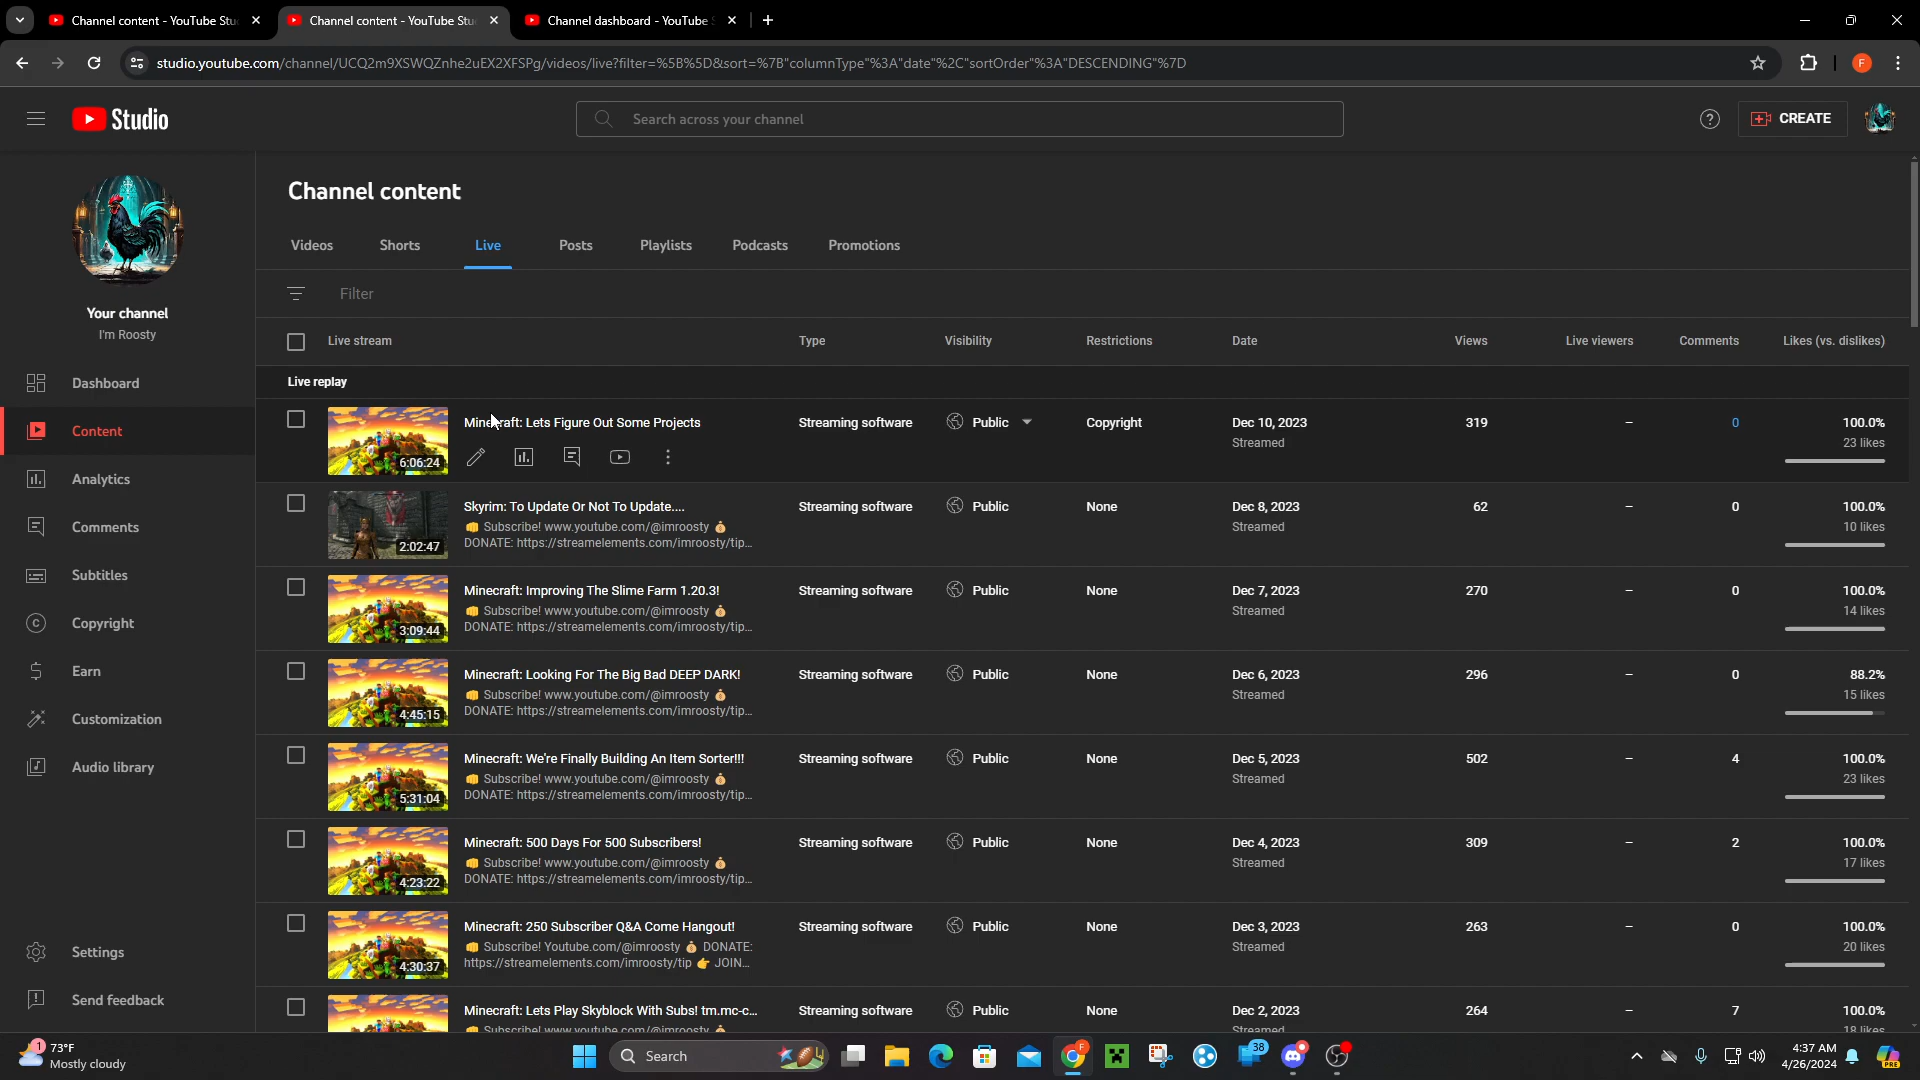 Channel content - YouTube Stu
Channel content - YouTube Stu
Channel dashboard - YouTube S
studio.youtube.com/channel/UCQ2m9XSWQZnhe2uEX2XFSPg/videos/live?filter=%5B%5D&sort=%7B"columnType"%3A"date"%2C"sortOrder"%3A"DESCENDING"%7D
F
Studio
Search across your channel
CREATE
Your channel
I'm Roosty
Dashboard
Content
Analytics
Comments
Subtitles
Copyright
Earn
Customization
Audio library
Settings
Send feedback
Channel content
Videos Shorts Live Posts Playlists Podcasts Promotions
Filter
Live stream Type Visibility Restrictions Date Views Live viewers Comments Likes (vs. dislikes)
Live replay
6:06:24 Minecraft: Lets Figure Out Some Projects Streaming software Public Copyright Dec 10, 2023 319 – 0 100.0%
Streamed 23 likes
Skyrim: To Update Or Not To Update.... Streaming software Public None Dec 8, 2023 62 – 0 100.0%
👊 Subscribe! www.youtube.com/@imroosty 💰 Streamed 10 likes
2:02:47 DONATE: https://streamelements.com/imroosty/tip...
Minecraft: Improving The Slime Farm 1.20.3! Streaming software Public None Dec 7, 2023 270 – 0 100.0%
👊 Subscribe! www.youtube.com/@imroosty 💰 Streamed 14 likes
3:09:44 DONATE: https://streamelements.com/imroosty/tip...
Minecraft: Looking For The Big Bad DEEP DARK! Streaming software Public None Dec 6, 2023 296 – 0 88.2%
👊 Subscribe! www.youtube.com/@imroosty 💰 Streamed 15 likes
4:45:15 DONATE: https://streamelements.com/imroosty/tip...
Minecraft: We're Finally Building An Item Sorter!!! Streaming software Public None Dec 5, 2023 502 – 4 100.0%
👊 Subscribe! www.youtube.com/@imroosty 💰 Streamed 23 likes
5:31:04 DONATE: https://streamelements.com/imroosty/tip...
Minecraft: 500 Days For 500 Subscribers! Streaming software Public None Dec 4, 2023 309 – 2 100.0%
👊 Subscribe! www.youtube.com/@imroosty 💰 Streamed 17 likes
4:23:22 DONATE: https://streamelements.com/imroosty/tip...
Minecraft: 250 Subscriber Q&A Come Hangout! Streaming software Public None Dec 3, 2023 263 – 0 100.0%
👊 Subscribe! Youtube.com/@imroosty 💰 DONATE: Streamed 20 likes
4:30:37 https://streamelements.com/imroosty/tip 👉 JOIN...
Minecraft: Lets Play Skyblock With Subs! tm.mc-c... Streaming software Public None Dec 2, 2023 264 – 7 100.0%
👊 Subscribe! www.youtube.com/@imroosty 💰 Streamed 18 likes
1 73°F
Mostly cloudy
Search
F
38
4:37 AM
4/26/2024
PRE